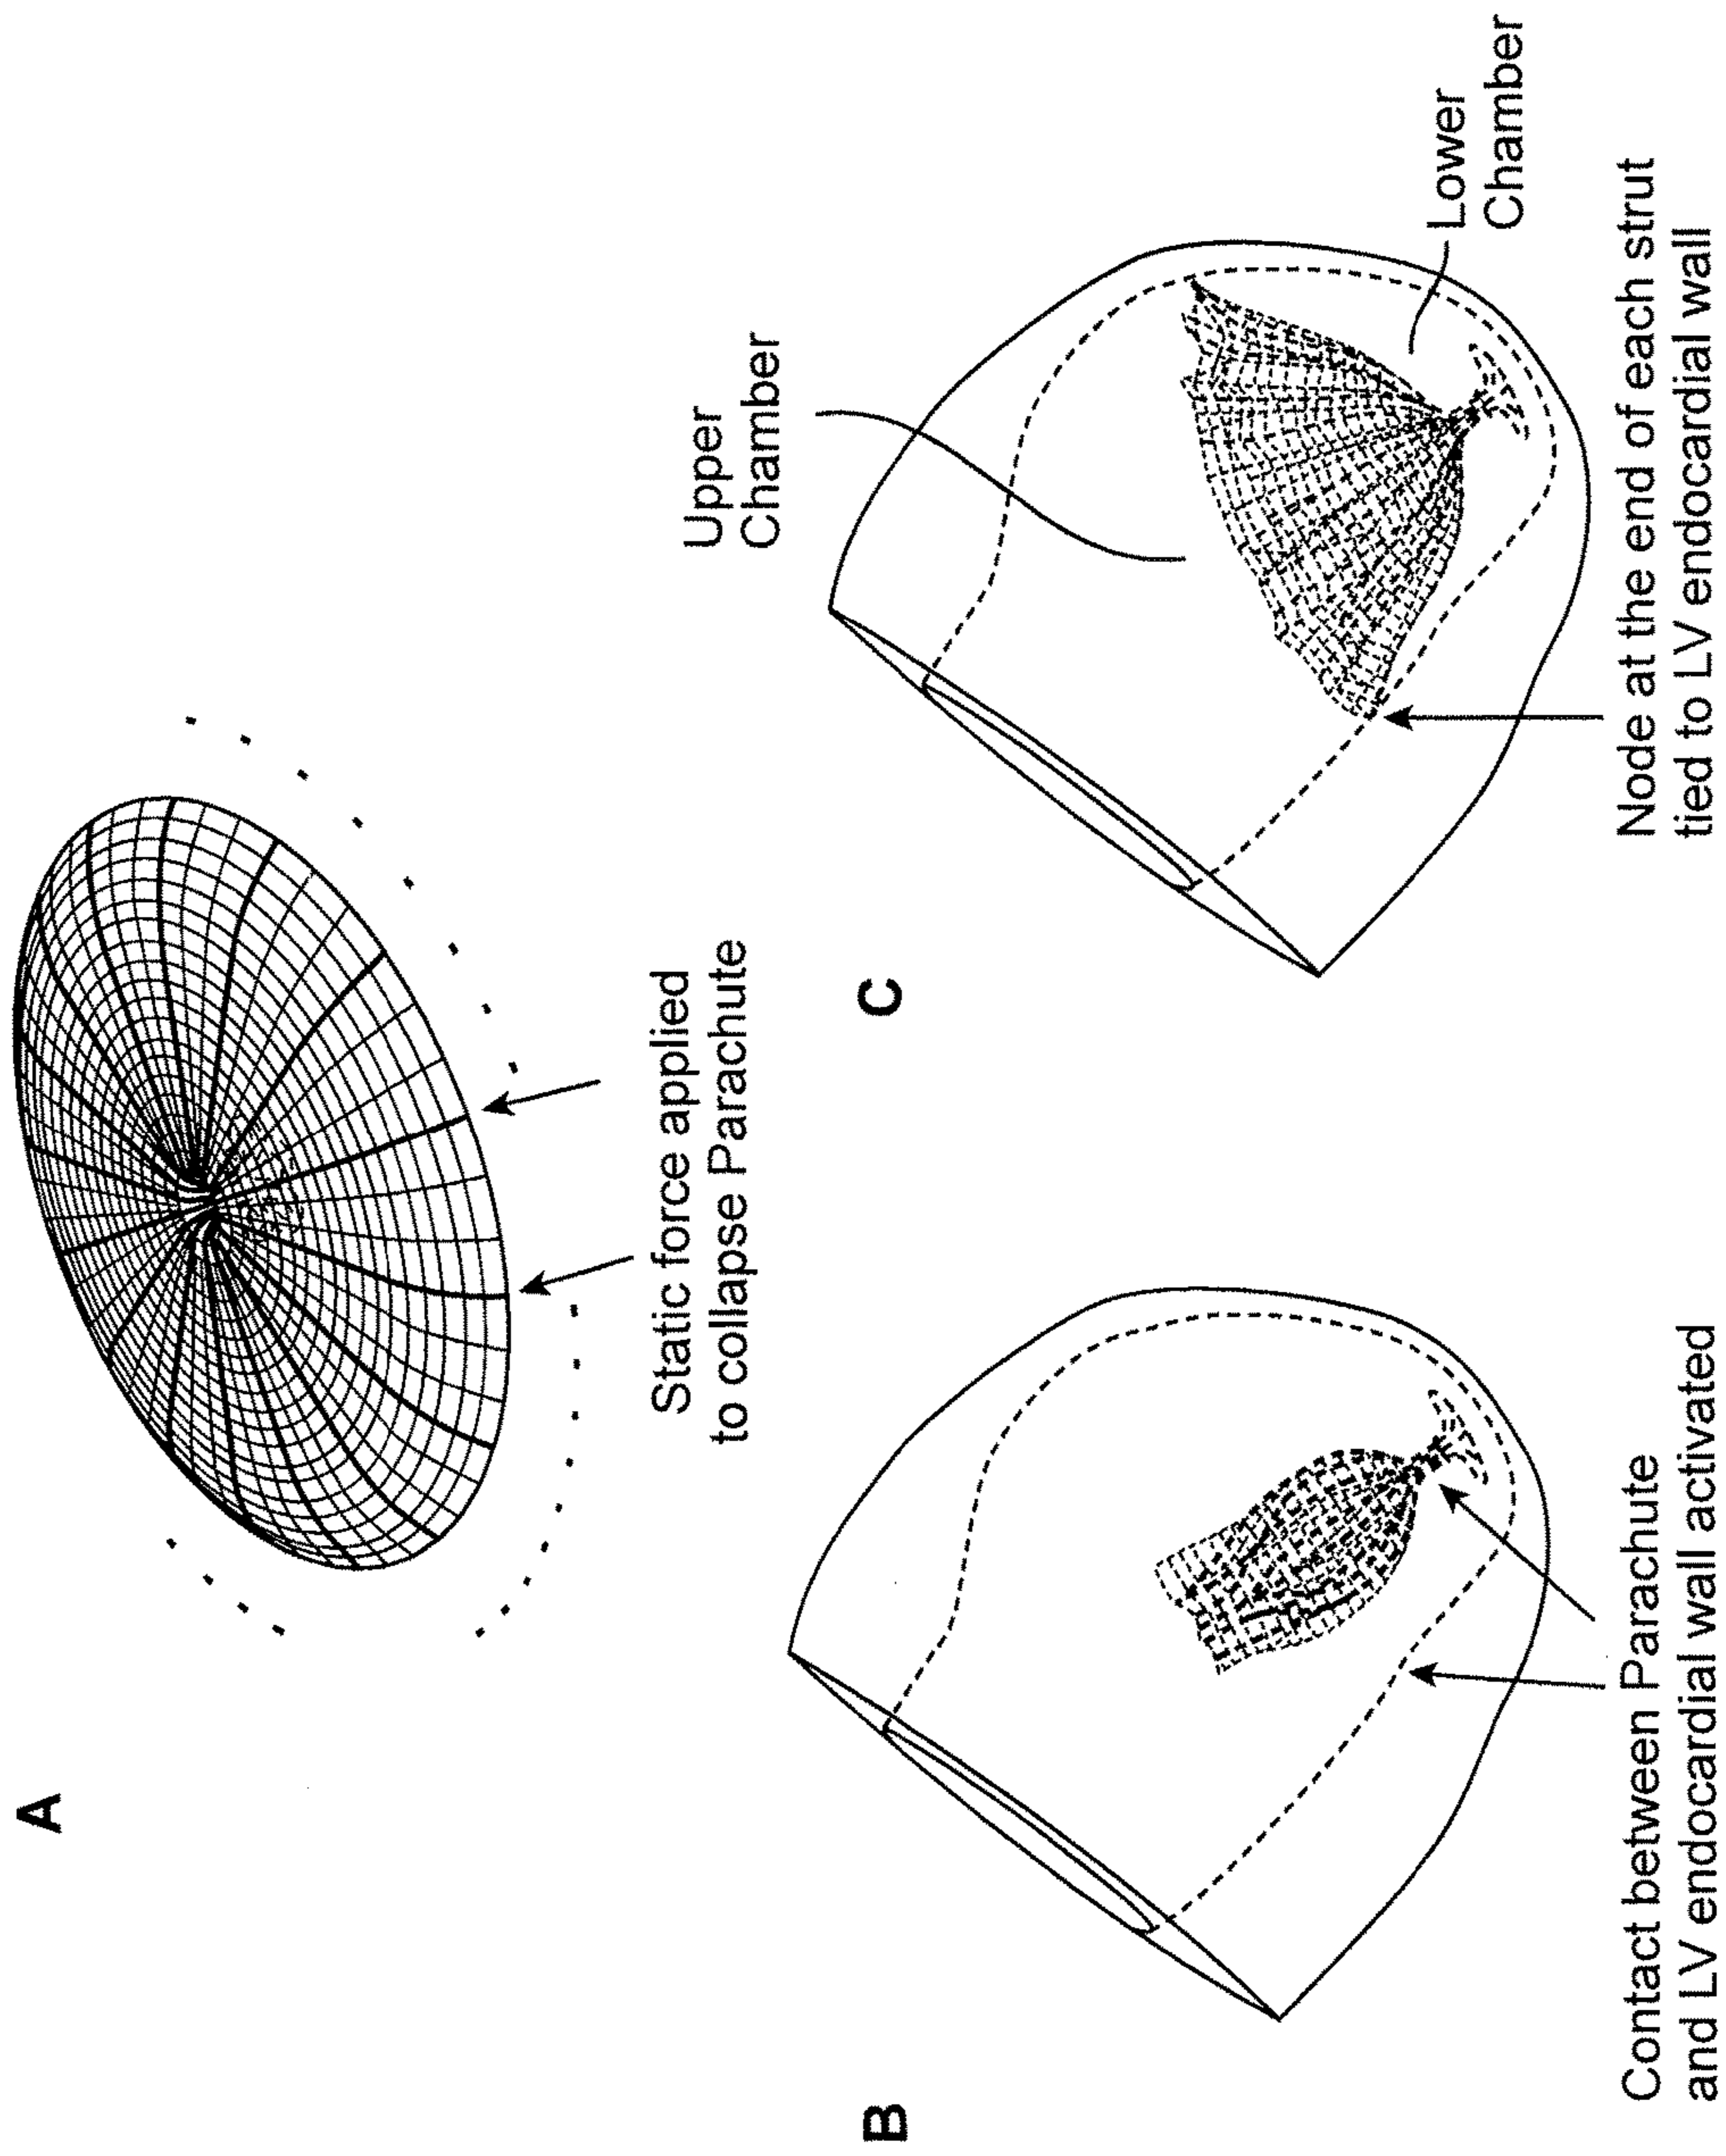 A
Static force applied
to collapse Parachute
B
Contact between Parachute
and LV endocardial wall activated
C
Upper
Chamber
Lower
Chamber
Node at the end of each strut
tied to LV endocardial wall